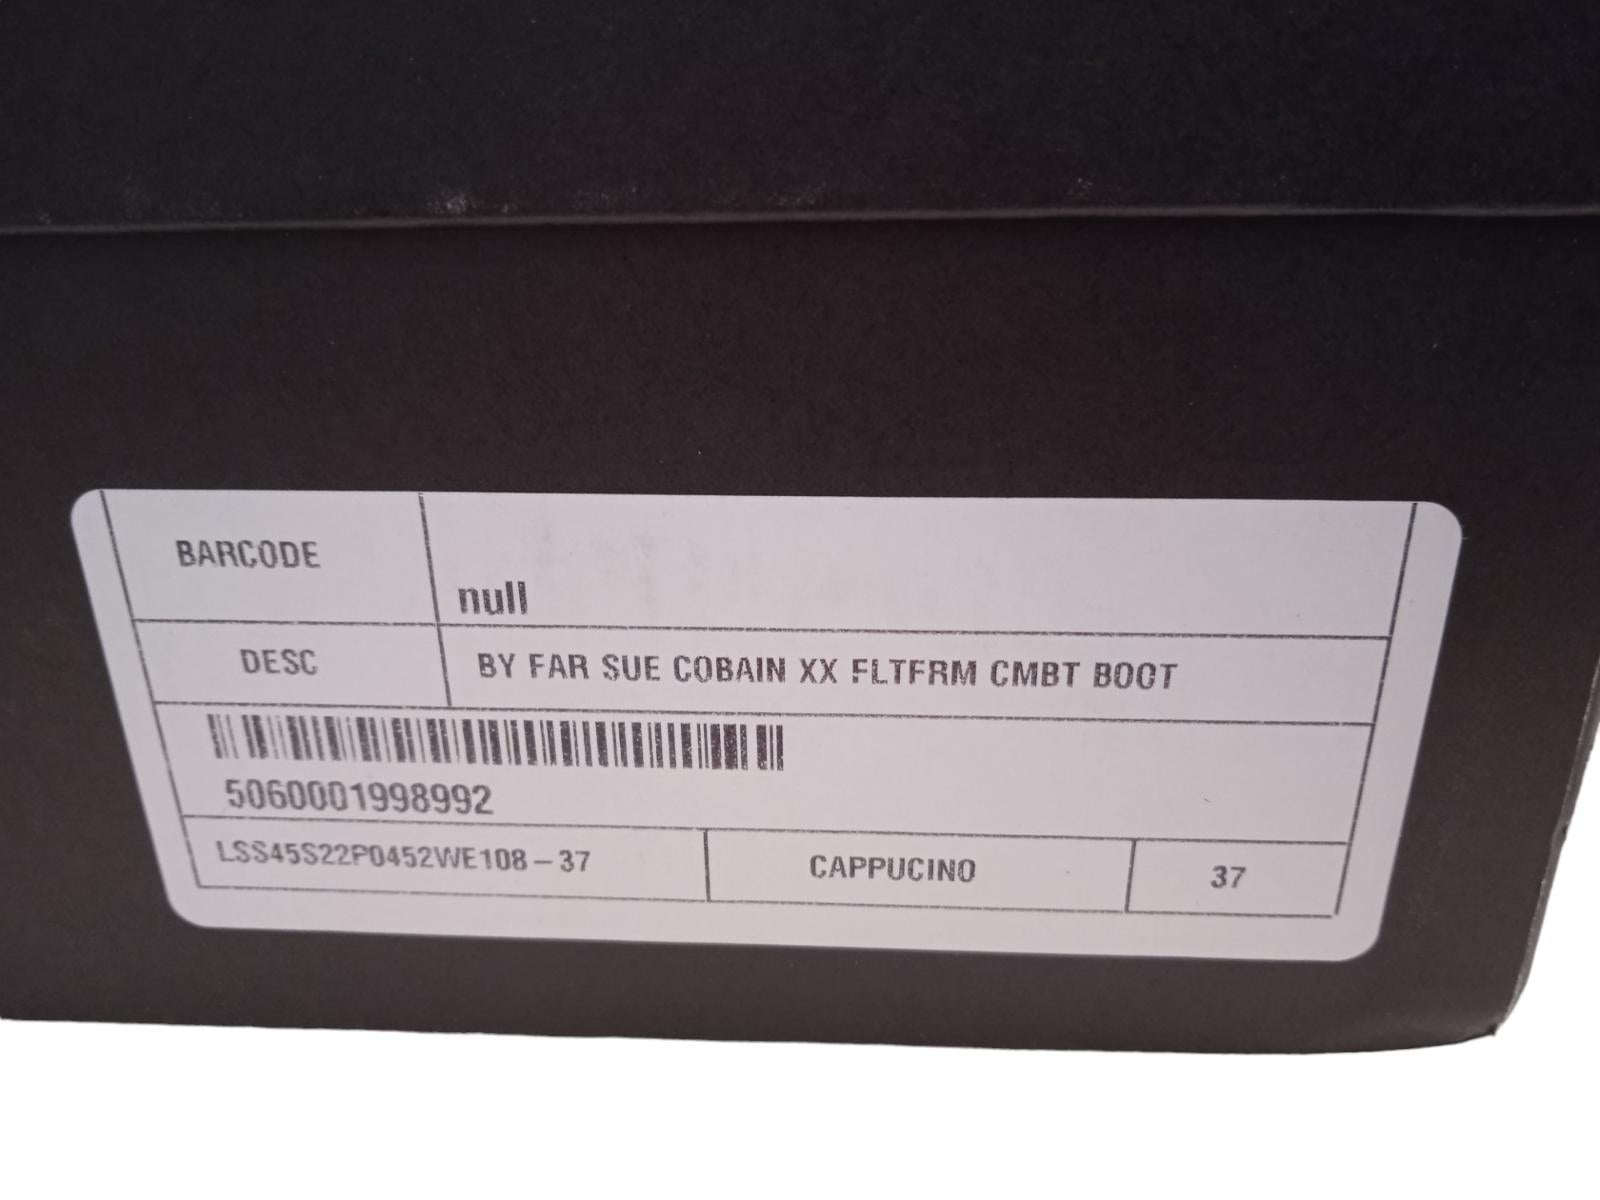 BARCODE
null
DESC
BY FAR SUE COBAIN XX FLTFRM CMBT BOOT
5060001998992
LSS45S22P0452WE108-37
CAPPUCINO
37